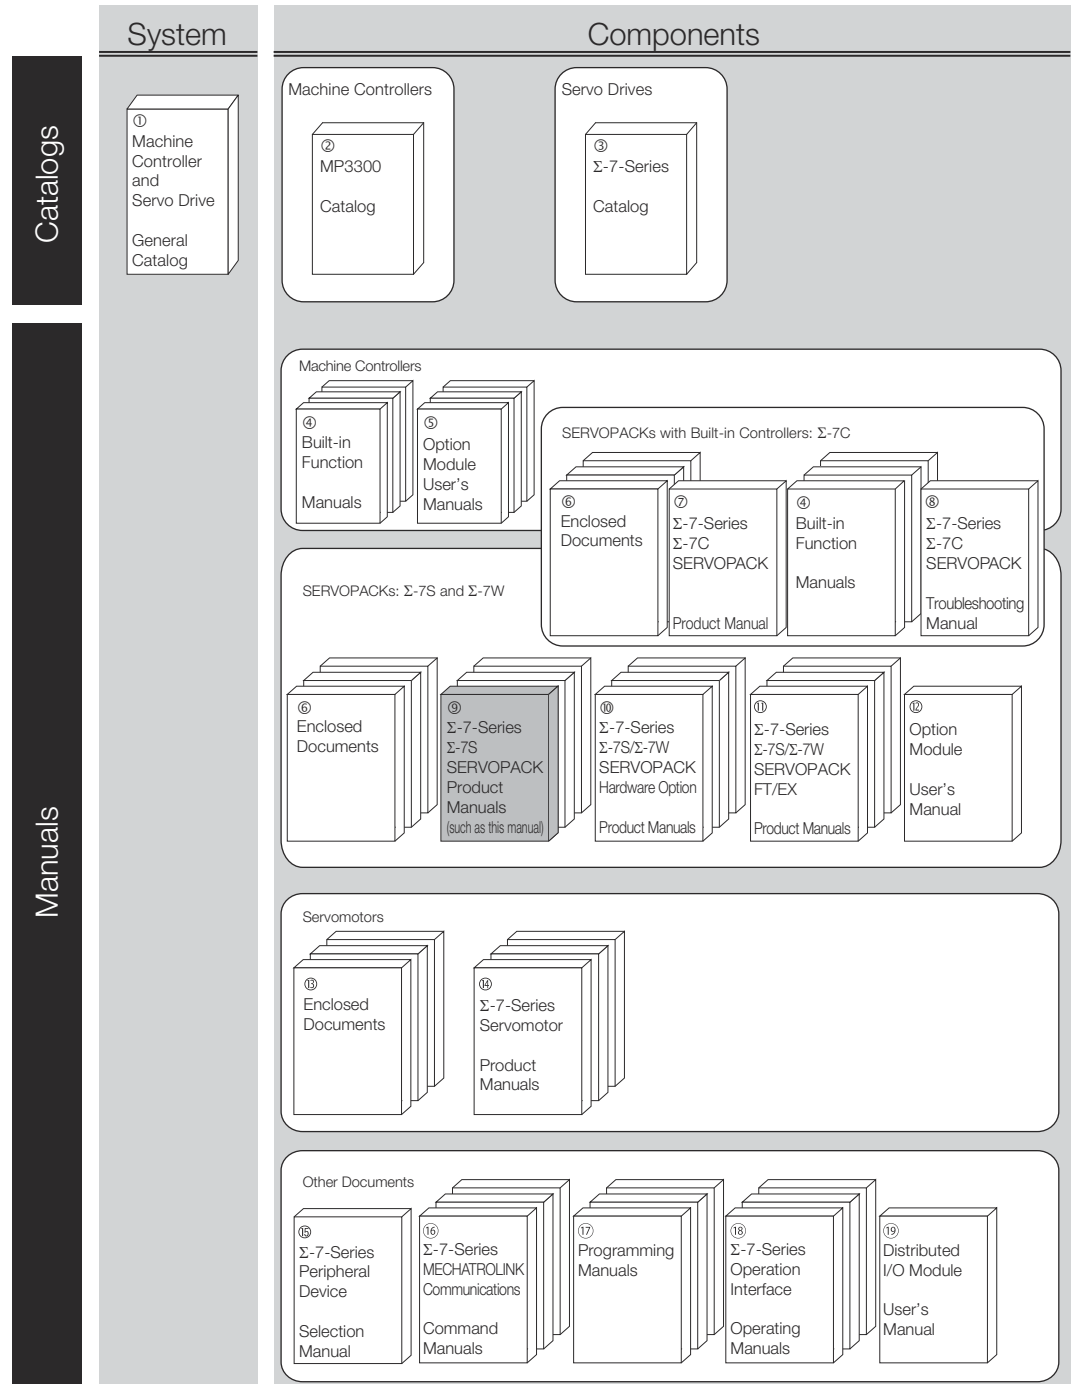 System
Components
Catalogs
①
Machine
Controller
and
Servo Drive
General
Catalog
Machine Controllers
②
MP3300
Catalog
Servo Drives
③
Σ-7-Series
Catalog
Manuals
Machine Controllers
④
Built-in
Function
Manuals
⑤
Option
Module
User's
Manuals
SERVOPACKs with Built-in Controllers: Σ-7C
⑥
Enclosed
Documents
⑦
Σ-7-Series
Σ-7C
SERVOPACK
Product Manual
④
Built-in
Function
Manuals
⑧
Σ-7-Series
Σ-7C
SERVOPACK
Troubleshooting
Manual
SERVOPACKs: Σ-7S and Σ-7W
⑥
Enclosed
Documents
⑨
Σ-7-Series
Σ-7S
SERVOPACK
Product
Manuals
(such as this manual)
⑩
Σ-7-Series
Σ-7S/Σ-7W
SERVOPACK
Hardware Option
Product Manuals
⑪
Σ-7-Series
Σ-7S/Σ-7W
SERVOPACK
FT/EX
Product Manuals
⑫
Option
Module
User's
Manual
Servomotors
⑬
Enclosed
Documents
⑭
Σ-7-Series
Servomotor
Product
Manuals
Other Documents
⑮
Σ-7-Series
Peripheral
Device
Selection
Manual
⑯
Σ-7-Series
MECHATROLINK
Communications
Command
Manuals
⑰
Programming
Manuals
⑱
Σ-7-Series
Operation
Interface
Operating
Manuals
⑲
Distributed
I/O Module
User's
Manual